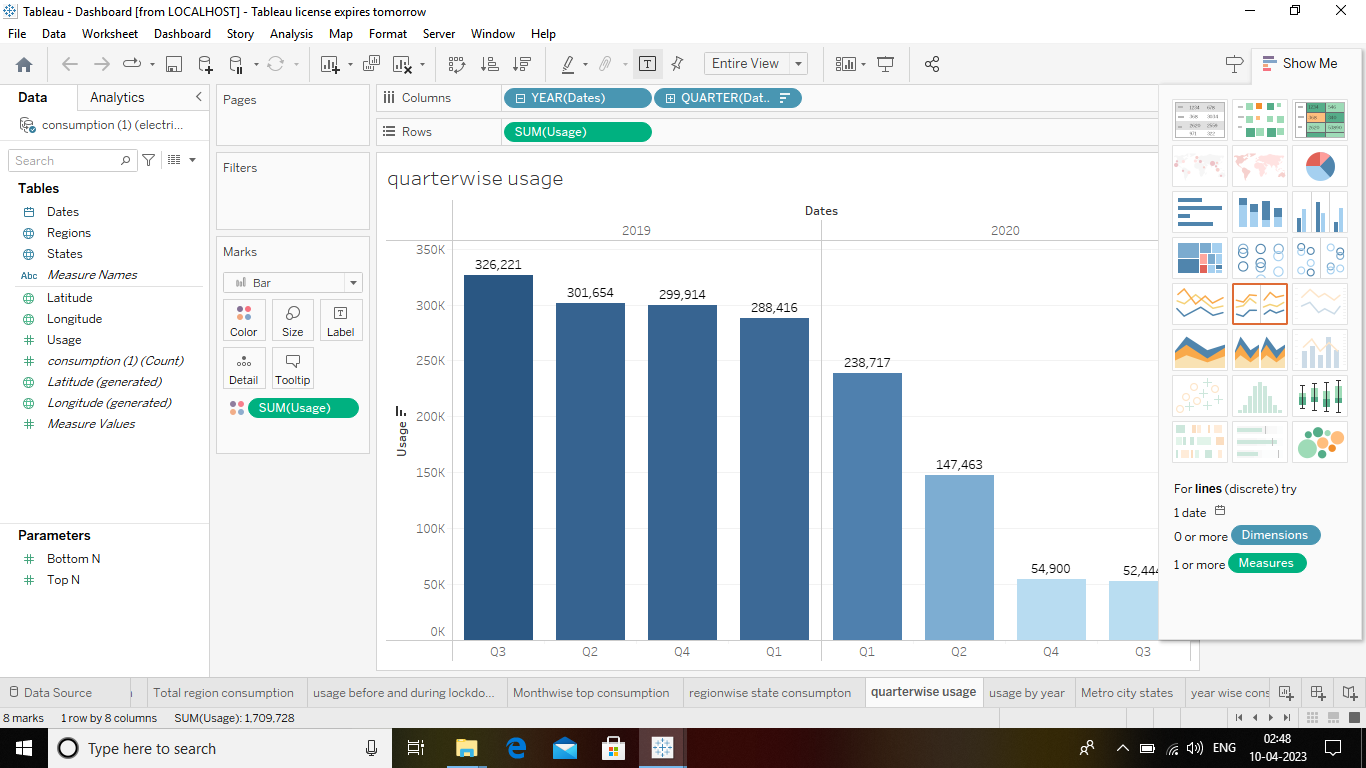 Tableau - Dashboard [from LOCALHOST] - Tableau license expires tomorrow
File Data Worksheet Dashboard Story Analysis Map Format Server Window Help
Entire View
Show Me
Data Analytics
consumption (1) (electri...
Search
Tables
Dates
Regions
States
Abc Measure Names
Latitude
Longitude
Usage
consumption (1) (Count)
Latitude (generated)
Longitude (generated)
Measure Values
Parameters
Bottom N
Top N
Pages
Filters
Marks
Bar
Color Size Label
Detail Tooltip
SUM(Usage)
Columns YEAR(Dates) QUARTER(Dat..
Rows SUM(Usage)
quarterwise usage
Dates
2019 2020
Usage
350K
300K
250K
200K
150K
100K
50K
0K
326,221
301,654
299,914
288,416
238,717
147,463
54,900
52,444
Q3 Q2 Q4 Q1 Q1 Q2 Q4 Q3
For lines (discrete) try
1 date
0 or more Dimensions
1 or more Measures
Data Source Total region consumption usage before and during lockdo... Monthwise top consumption regionwise state consumpton quarterwise usage usage by year Metro city states year wise cons
8 marks 1 row by 8 columns SUM(Usage): 1,709,728
Type here to search
ENG
02:48
10-04-2023